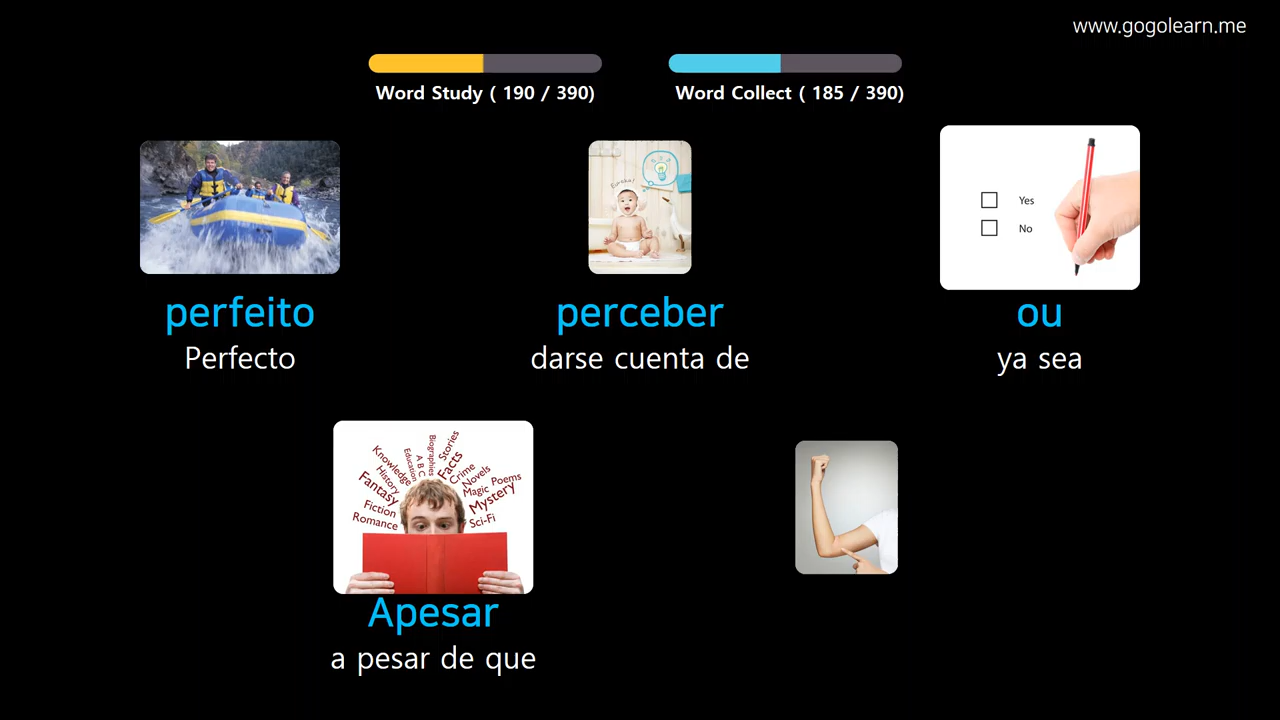 www.gogolearn.me
Word Study ( 190 / 390)
Word Collect ( 185 / 390)
Eureka!
Yes
No
perfeito
perceber
ou
Perfecto
darse cuenta de
ya sea
Stories
Biographies
A B C
Education
Facts
Knowledge
Crime
History
Novels
Fantasy
Magic
Poems
Mystery
Fiction
Romance
Sci-Fi
Apesar
a pesar de que